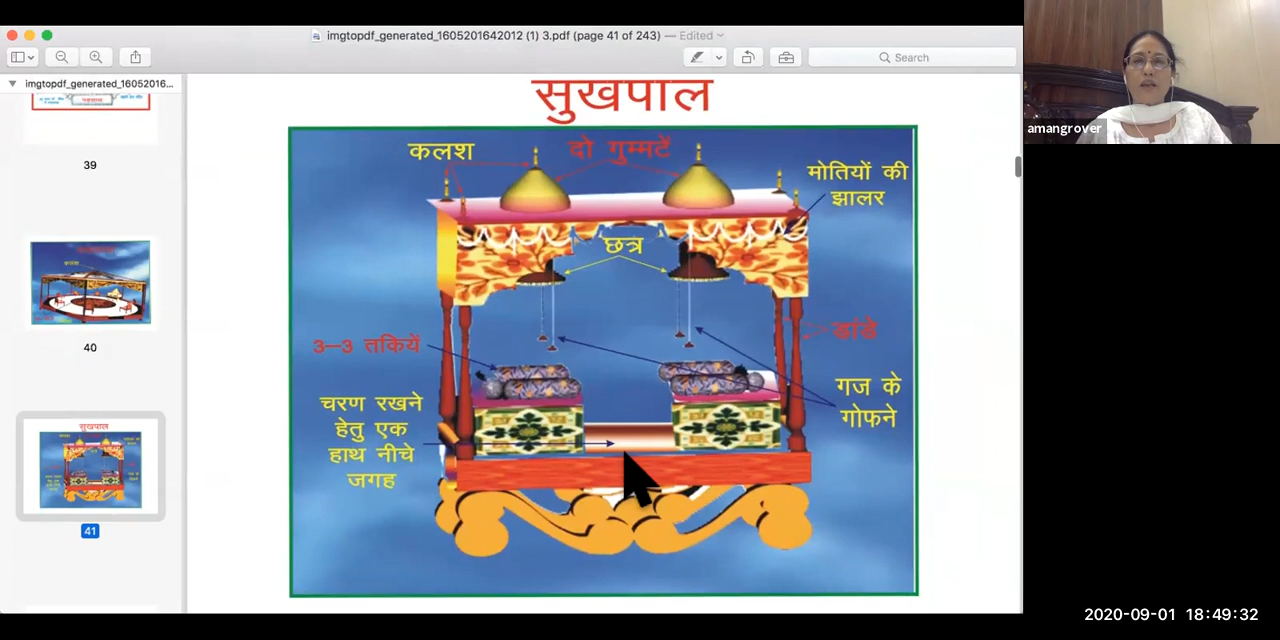 imgtopdf_generated_1605201642012 (1) 3.pdf (page 41 of 243) — Edited
Search
imgtopdf_generated_16052016...
39
40
सुखपाल
41
सुखपाल
कलश
दो गुम्मटें
मोतियों की
झालर
छत्र
3–3 तकियें
डांडे
चरण रखने
हेतु एक
हाथ नीचे
जगह
गज के
गोफने
amangrover
2020-09-01 18:49:32